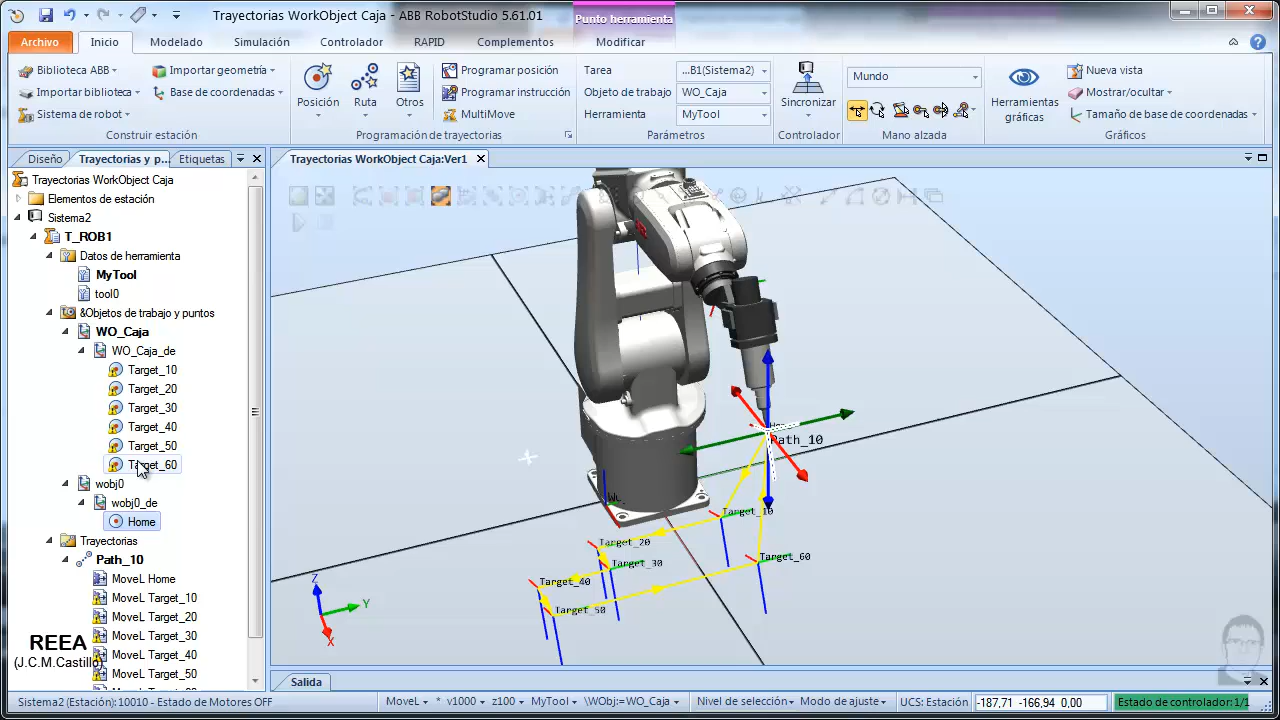 Trayectorias WorkObject Caja - ABB RobotStudio 5.61.01
Punto herramienta
Archivo Inicio Modelado Simulación Controlador RAPID Complementos Modificar
Biblioteca ABB Importar geometría
Importar biblioteca Base de coordenadas
Sistema de robot
Construir estación
Posición Ruta Otros
Programar posición
Programar instrucción
MultiMove
Programación de trayectorias
Tarea ...B1(Sistema2)
Objeto de trabajo WO_Caja
Herramienta MyTool
Parámetros
Sincronizar
Controlador
Mundo
Mano alzada
Herramientas gráficas
Nueva vista
Mostrar/ocultar
Tamaño de base de coordenadas
Gráficos
Diseño Trayectorias y p... Etiquetas
Trayectorias WorkObject Caja:Ver1
Trayectorias WorkObject Caja
Elementos de estación
Sistema2
T_ROB1
Datos de herramienta
MyTool
tool0
&Objetos de trabajo y puntos
WO_Caja
WO_Caja_de
Target_10
Target_20
Target_30
Target_40
Target_50
Target_60
wobj0
wobj0_de
Home
Trayectorias
Path_10
MoveL Home
MoveL Target_10
MoveL Target_20
MoveL Target_30
MoveL Target_40
MoveL Target_50
REEA
(J.C.M.Castillo)
Path_10
Target_10
Target_20
Target_30
Target_60
Target_40
Target_50
Z
Y
X
Salida
Sistema2 (Estación): 10010 - Estado de Motores OFF
MoveL * v1000 z100 MyTool \WObj:=WO_Caja Nivel de selección Modo de ajuste UCS: Estación -187,71 -166,94 0,00 Estado de controlador: 1/1